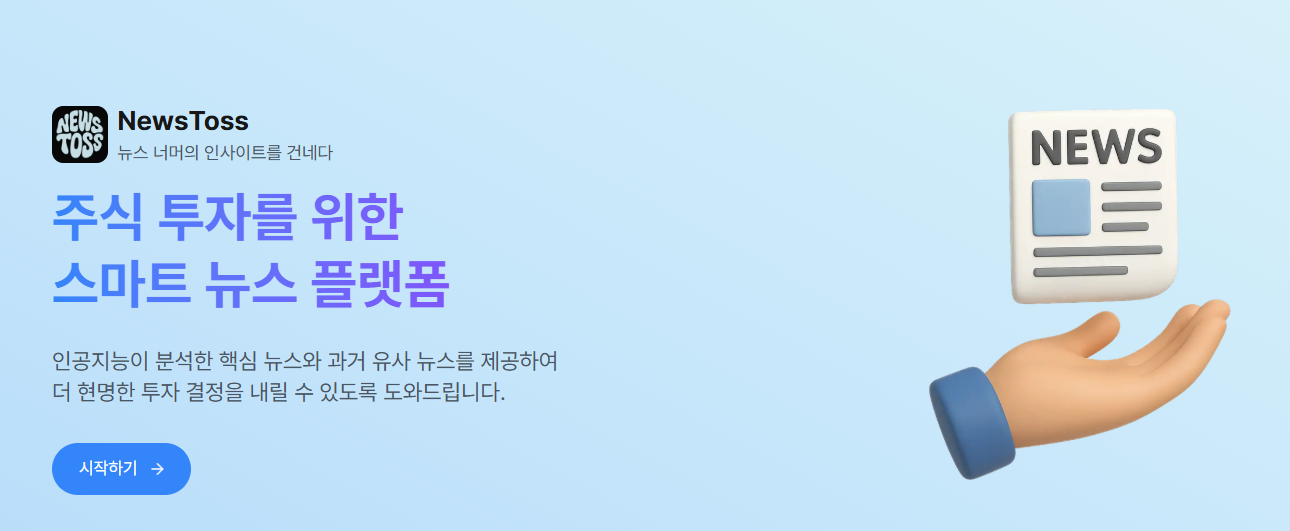 NEWS
TOSS
NewsToss
뉴스 너머의 인사이트를 건네다
주식 투자를 위한
스마트 뉴스 플랫폼
인공지능이 분석한 핵심 뉴스와 과거 유사 뉴스를 제공하여
더 현명한 투자 결정을 내릴 수 있도록 도와드립니다.
시작하기 →
NEWS